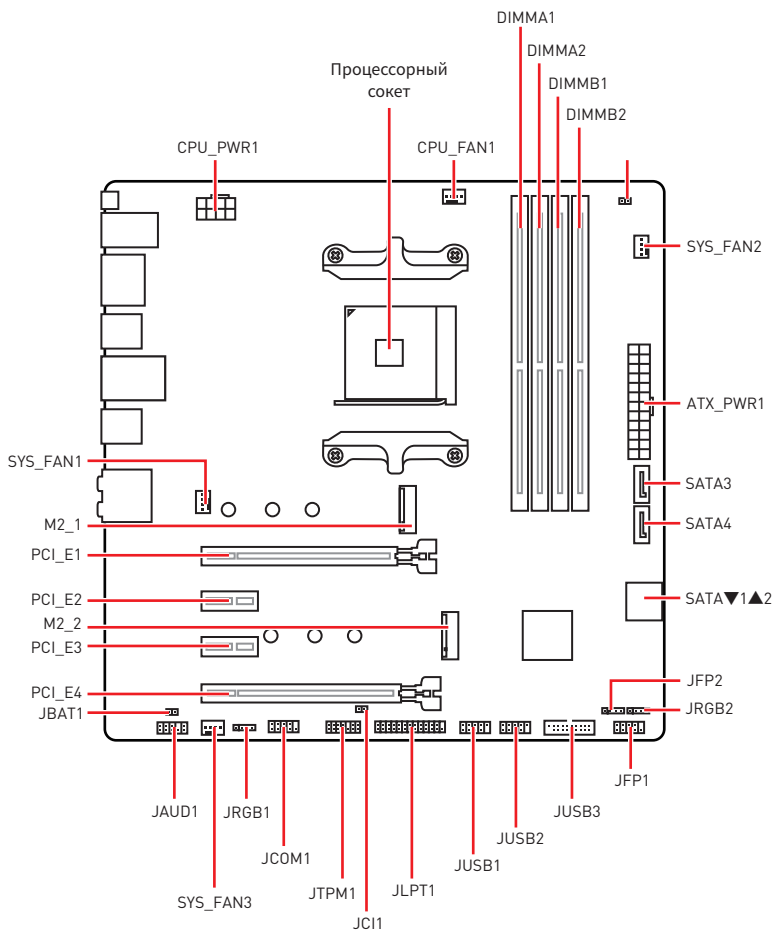 DIMMA1
DIMMA2
Процессорный
сокет
DIMMB1
DIMMB2
CPU_PWR1
CPU_FAN1
SYS_FAN2
ATX_PWR1
SYS_FAN1
SATA3
M2_1
SATA4
PCI_E1
PCI_E2
SATA▼1▲2
M2_2
PCI_E3
JFP2
PCI_E4
JBAT1
JRGB2
JFP1
JAUD1
JRGB1
JUSB3
JUSB2
JCOM1
JUSB1
JTPM1
JLPT1
SYS_FAN3
JCI1